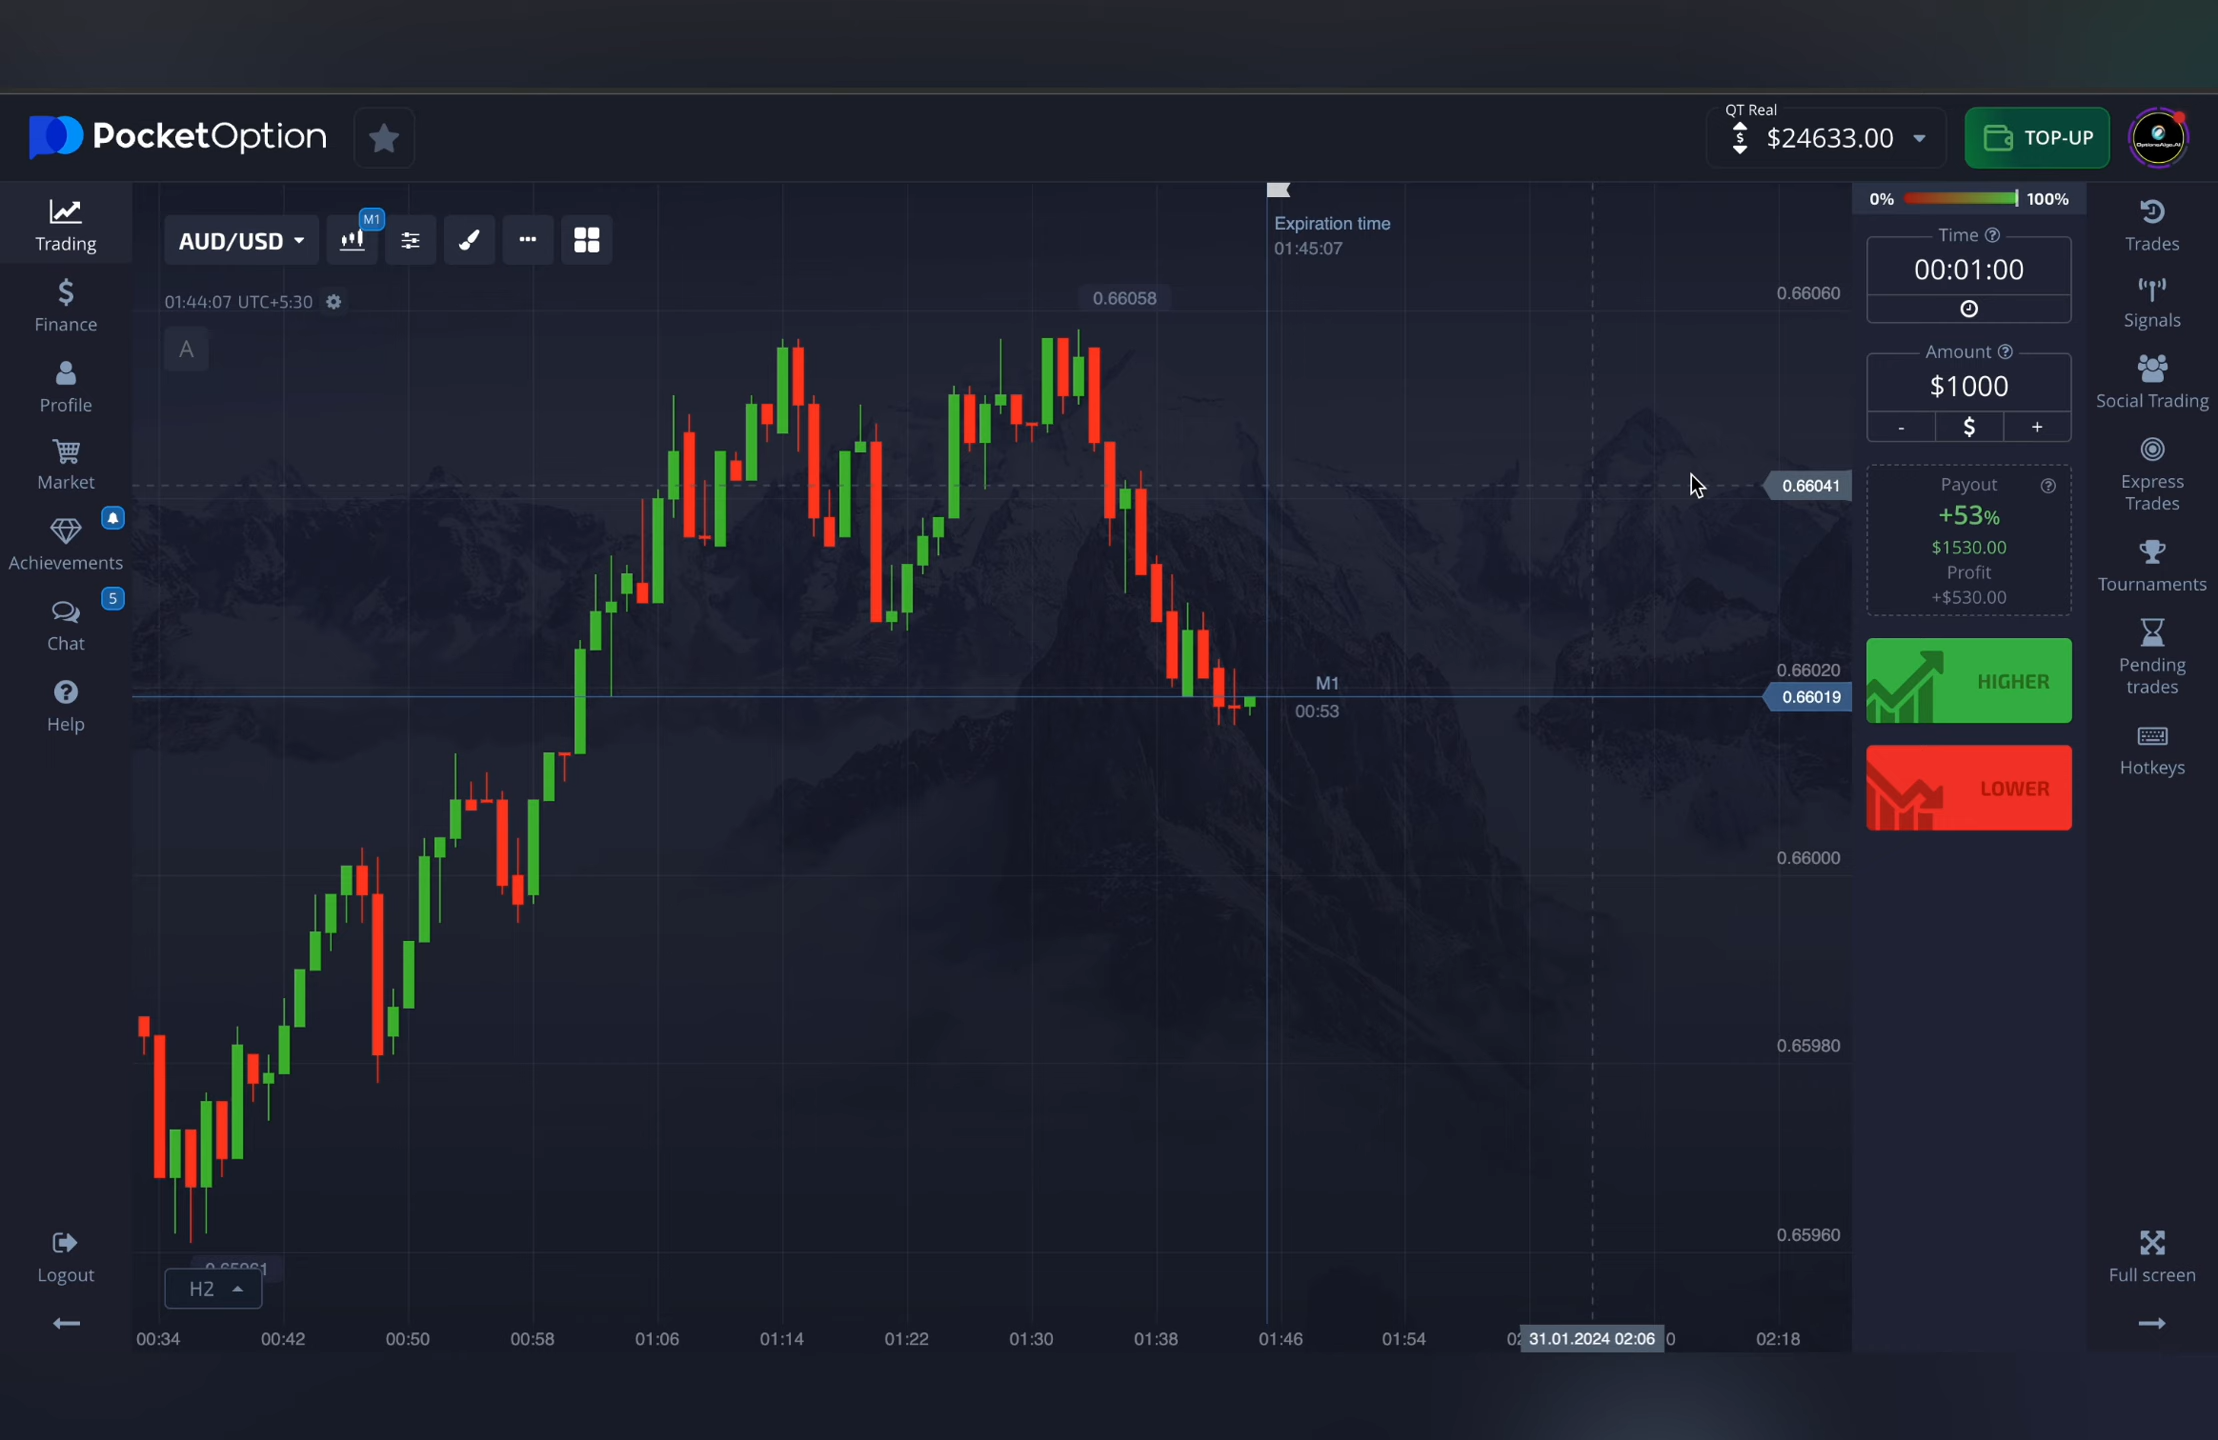 PocketOption
QT Real
$24633.00
TOP-UP
Trading
Finance
Profile
Market
Achievements
5
Chat
Help
Logout
AUD/USD
M1
01:44:07 UTC+5:30
A
Expiration time
01:45:07
0.66058
0.66060
0.66041
0.66020
0.66019
0.66000
0.65980
0.65960
M1
00:53
H2
00:34
00:42
00:50
00:58
01:06
01:14
01:22
01:30
01:38
01:46
01:54
31.01.2024 02:06
02:18
0%
100%
Time
00:01:00
Amount
$1000
-
$
+
Payout
+53%
$1530.00
Profit
+$530.00
HIGHER
LOWER
Trades
Signals
Social Trading
Express
Trades
Tournaments
Pending
trades
Hotkeys
Full screen